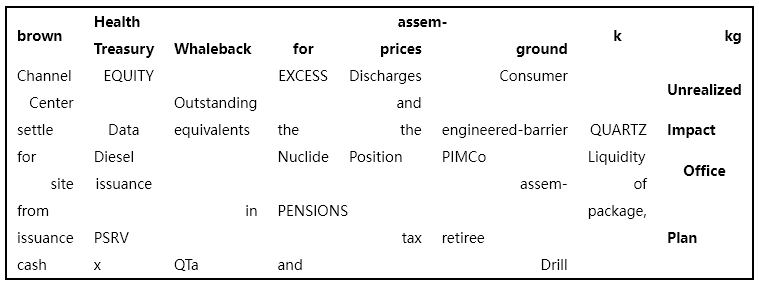 Health assem-
brown k kg
Treasury Whaleback for prices ground
Channel EQUITY EXCESS Discharges Consumer
Unrealized
Center Outstanding and
settle Data equivalents the the engineered-barrier QUARTZ Impact
for Diesel Nuclide Position PIMCo Liquidity
Office
site issuance assem- of
from in PENSIONS package,
issuance PSRV tax retiree Plan
cash x QTa and Drill